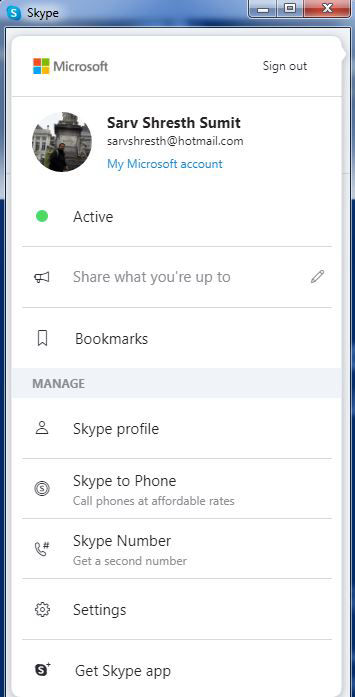 Skype
Microsoft
Sign out
Sarv Shresth Sumit
sarvshresth@hotmail.com
My Microsoft account
Active
Share what you're up to
Bookmarks
MANAGE
Skype profile
Skype to Phone
Call phones at affordable rates
Skype Number
Get a second number
Settings
Get Skype app